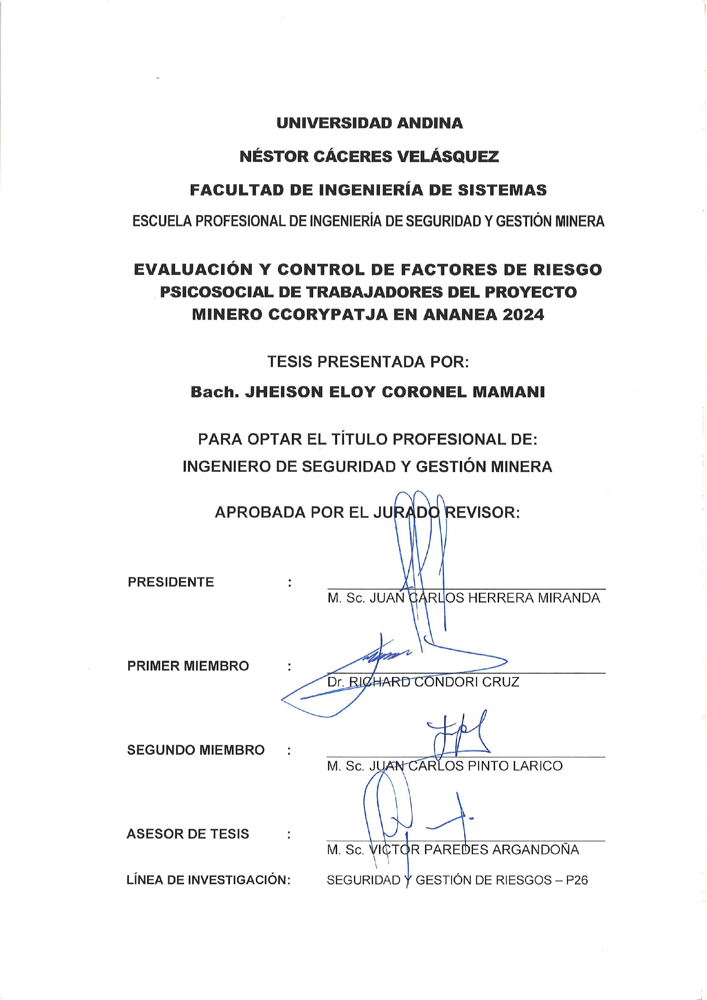 UNIVERSIDAD ANDINA
NÉSTOR CÁCERES VELÁSQUEZ
FACULTAD DE INGENIERÍA DE SISTEMAS
ESCUELA PROFESIONAL DE INGENIERÍA DE SEGURIDAD Y GESTIÓN MINERA
EVALUACIÓN Y CONTROL DE FACTORES DE RIESGO
PSICOSOCIAL DE TRABAJADORES DEL PROYECTO
MINERO CCORYPATJA EN ANANEA 2024
TESIS PRESENTADA POR:
Bach. JHEISON ELOY CORONEL MAMANI
PARA OPTAR EL TÍTULO PROFESIONAL DE:
INGENIERO DE SEGURIDAD Y GESTIÓN MINERA
APROBADA POR EL JURADO REVISOR:
PRESIDENTE :
M. Sc. JUAN CARLOS HERRERA MIRANDA
PRIMER MIEMBRO :
Dr. RICHARD CONDORI CRUZ
SEGUNDO MIEMBRO :
M. Sc. JUAN CARLOS PINTO LARICO
ASESOR DE TESIS :
M. Sc. VICTOR PAREDES ARGANDOÑA
LÍNEA DE INVESTIGACIÓN: SEGURIDAD Y GESTIÓN DE RIESGOS – P26